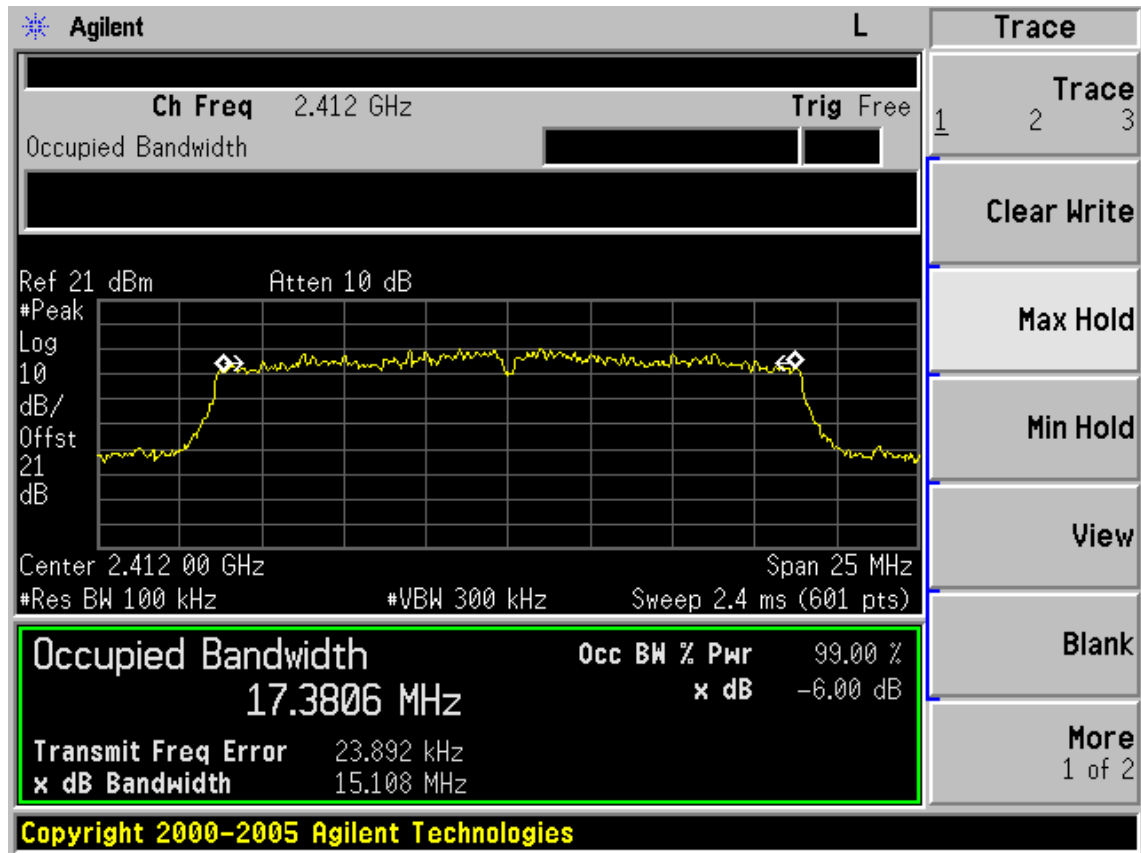 Agilent L Trace
Ch Freq 2.412 GHz Trig Free
Occupied Bandwidth
Trace
1 2 3
Clear Write
Max Hold
Min Hold
View
Blank
More
1 of 2
Ref 21 dBm Atten 10 dB
#Peak
Log
10
dB/
Offst
21
dB
Center 2.412 00 GHz Span 25 MHz
#Res BW 100 kHz #VBW 300 kHz Sweep 2.4 ms (601 pts)
Occupied Bandwidth Occ BW % Pwr 99.00 %
17.3806 MHz x dB -6.00 dB
Transmit Freq Error 23.892 kHz
x dB Bandwidth 15.108 MHz
Copyright 2000-2005 Agilent Technologies